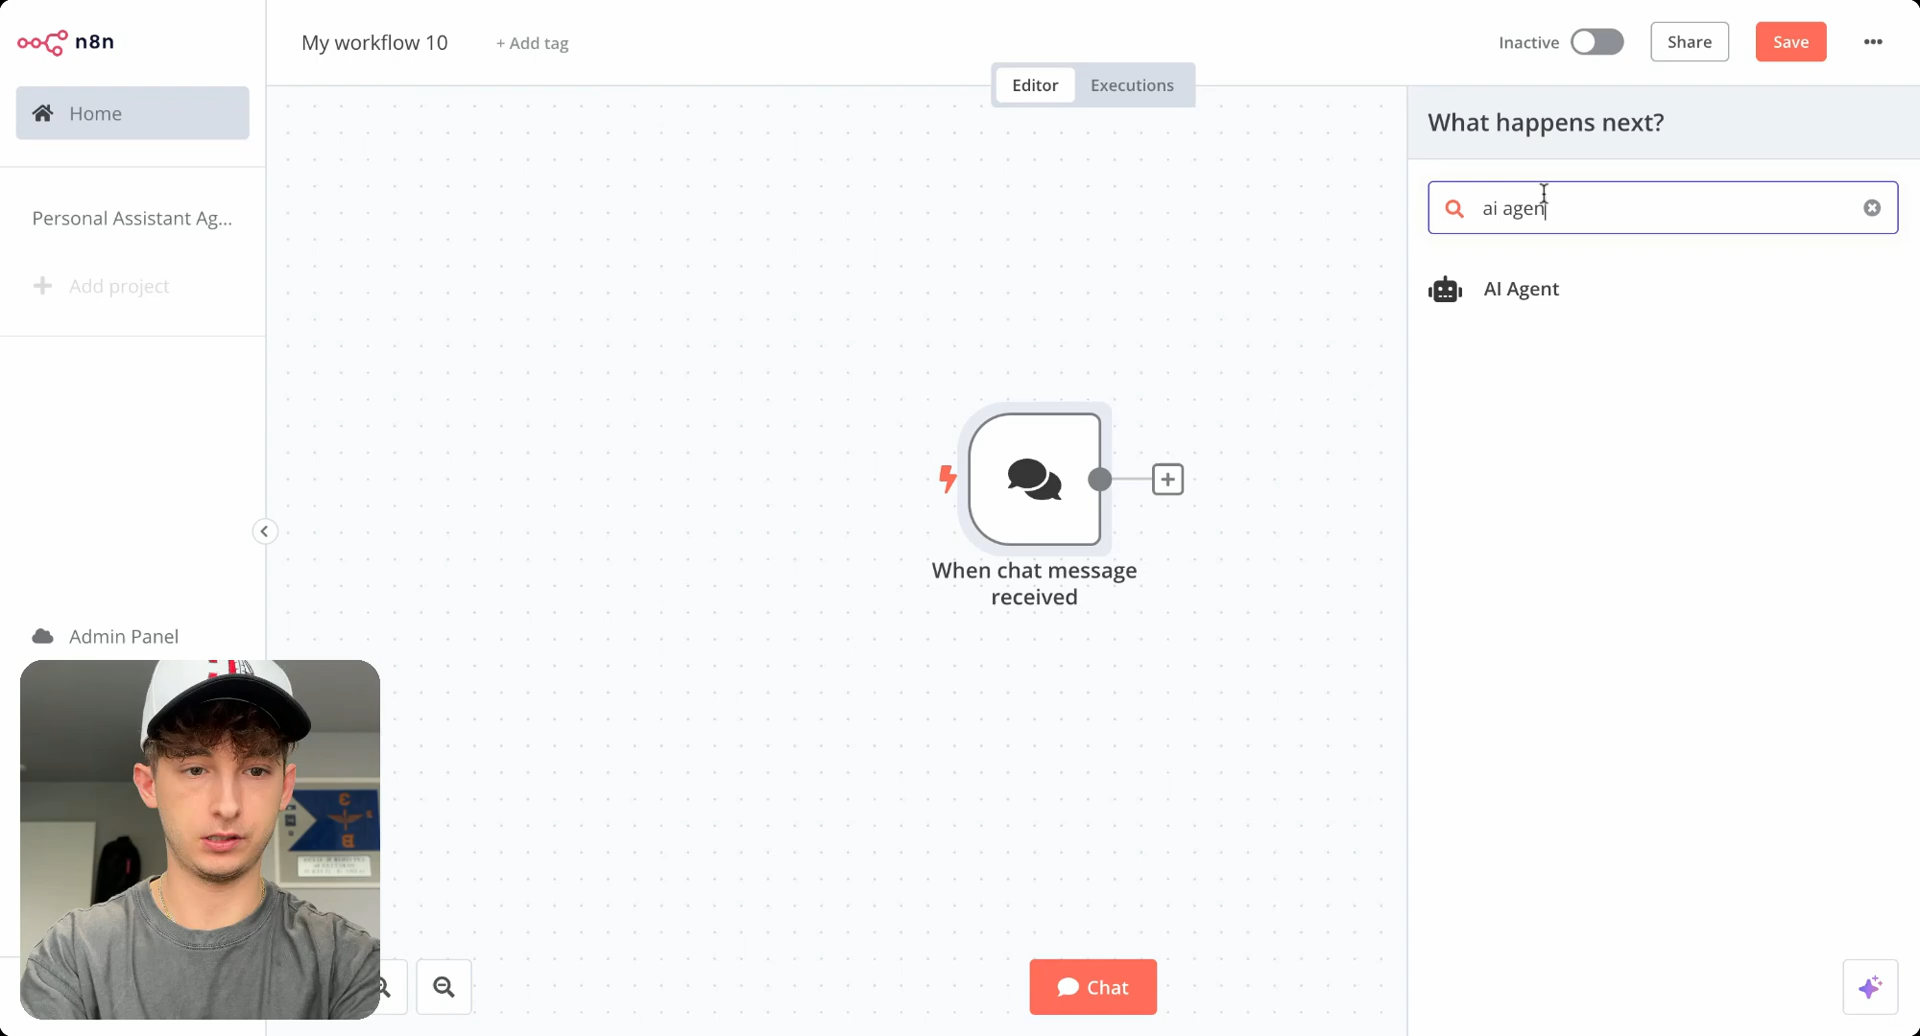 n8n
My workflow 10
+ Add tag
Inactive
Share
Save
Editor
Executions
Home
What happens next?
ai agen
Personal Assistant Ag...
AI Agent
Add project
When chat message
received
Admin Panel
Chat